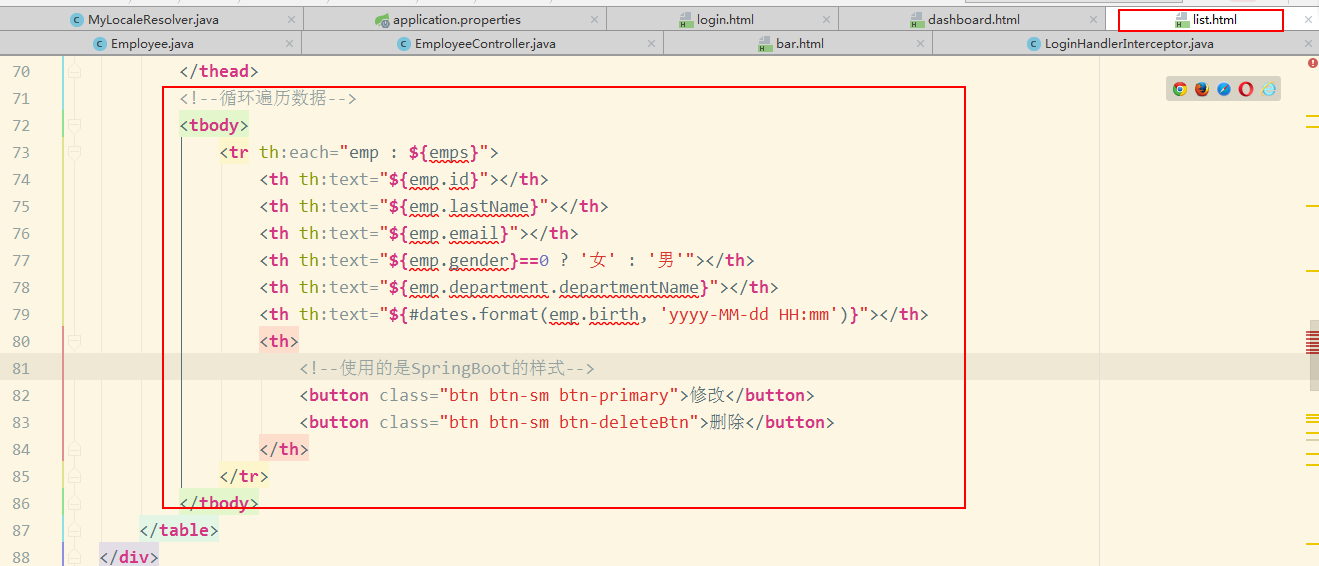 MyLocaleResolver.java application.properties login.html dashboard.html list.html
Employee.java EmployeeController.java bar.html LoginHandlerInterceptor.java
70 </thead>
71 <!--循环遍历数据-->
72 <tbody>
73 <tr th:each="emp : ${emps}">
74 <th th:text="${emp.id}"></th>
75 <th th:text="${emp.lastName}"></th>
76 <th th:text="${emp.email}"></th>
77 <th th:text="${emp.gender}==0 ? '女' : '男'"></th>
78 <th th:text="${emp.department.departmentName}"></th>
79 <th th:text="${#dates.format(emp.birth, 'yyyy-MM-dd HH:mm')}"></th>
80 <th>
81 <!--使用的是SpringBoot的样式-->
82 <button class="btn btn-sm btn-primary">修改</button>
83 <button class="btn btn-sm btn-deleteBtn">删除</button>
84 </th>
85 </tr>
86 </tbody>
87 </table>
88 </div>